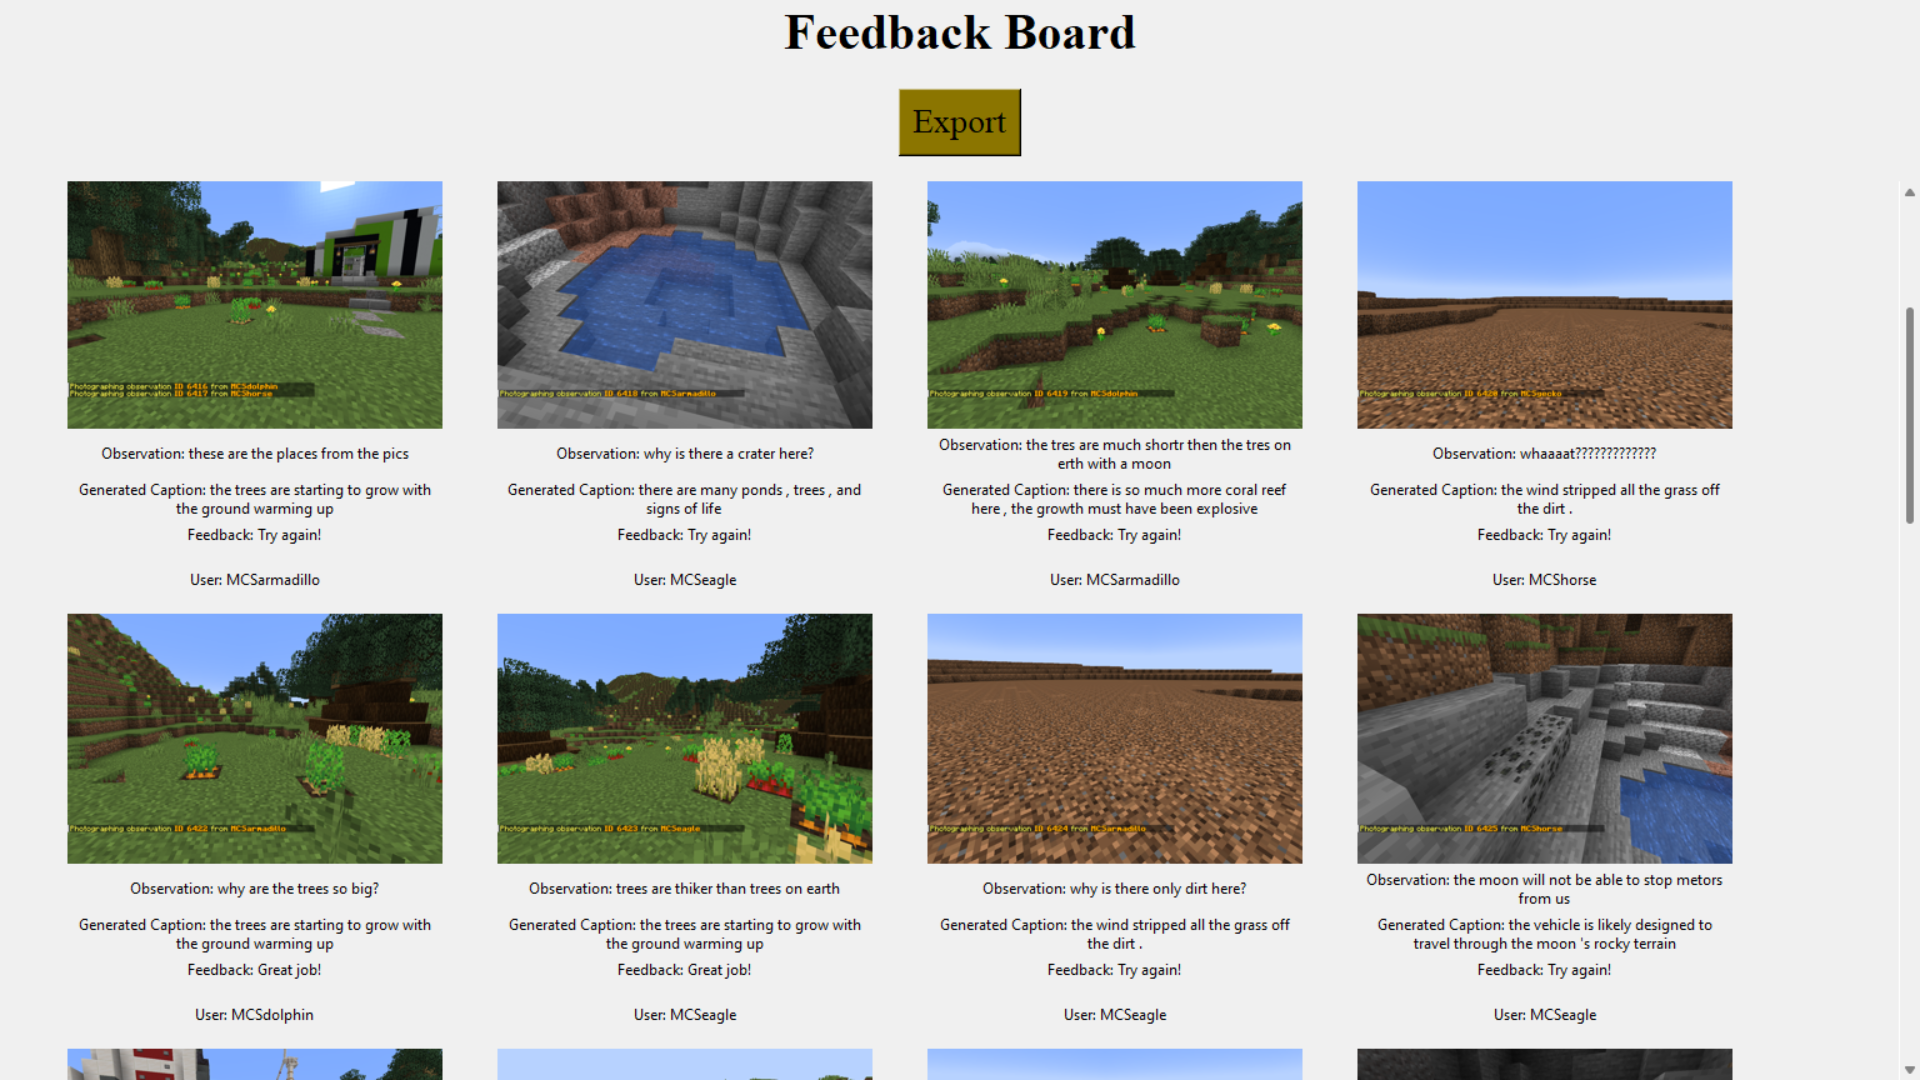 Feedback Board
Export
Photographing observation ID 6416 from MCSdolphin
Photographing observation ID 6417 from MCShorse
Photographing observation ID 6418 from MCSarmadillo
Photographing observation ID 6419 from MCSdolphin
Photographing observation ID 6420 from MCSgecko
Observation: these are the places from the pics
Generated Caption: the trees are starting to grow with
the ground warming up
Feedback: Try again!
User: MCSarmadillo
Observation: why is there a crater here?
Generated Caption: there are many ponds , trees , and
signs of life
Feedback: Try again!
User: MCSeagle
Observation: the tres are much shortr then the tres on
erth with a moon
Generated Caption: there is so much more coral reef
here , the growth must have been explosive
Feedback: Try again!
User: MCSarmadillo
Observation: whaaaat?????????????
Generated Caption: the wind stripped all the grass off
the dirt .
Feedback: Try again!
User: MCShorse
Photographing observation ID 6422 from MCSarmadillo
Photographing observation ID 6423 from MCSeagle
Photographing observation ID 6424 from MCSarmadillo
Photographing observation ID 6425 from MCShorse
Observation: why are the trees so big?
Generated Caption: the trees are starting to grow with
the ground warming up
Feedback: Great job!
User: MCSdolphin
Observation: trees are thiker than trees on earth
Generated Caption: the trees are starting to grow with
the ground warming up
Feedback: Great job!
User: MCSeagle
Observation: why is there only dirt here?
Generated Caption: the wind stripped all the grass off
the dirt .
Feedback: Try again!
User: MCSeagle
Observation: the moon will not be able to stop metors
from us
Generated Caption: the vehicle is likely designed to
travel through the moon 's rocky terrain
Feedback: Try again!
User: MCSeagle